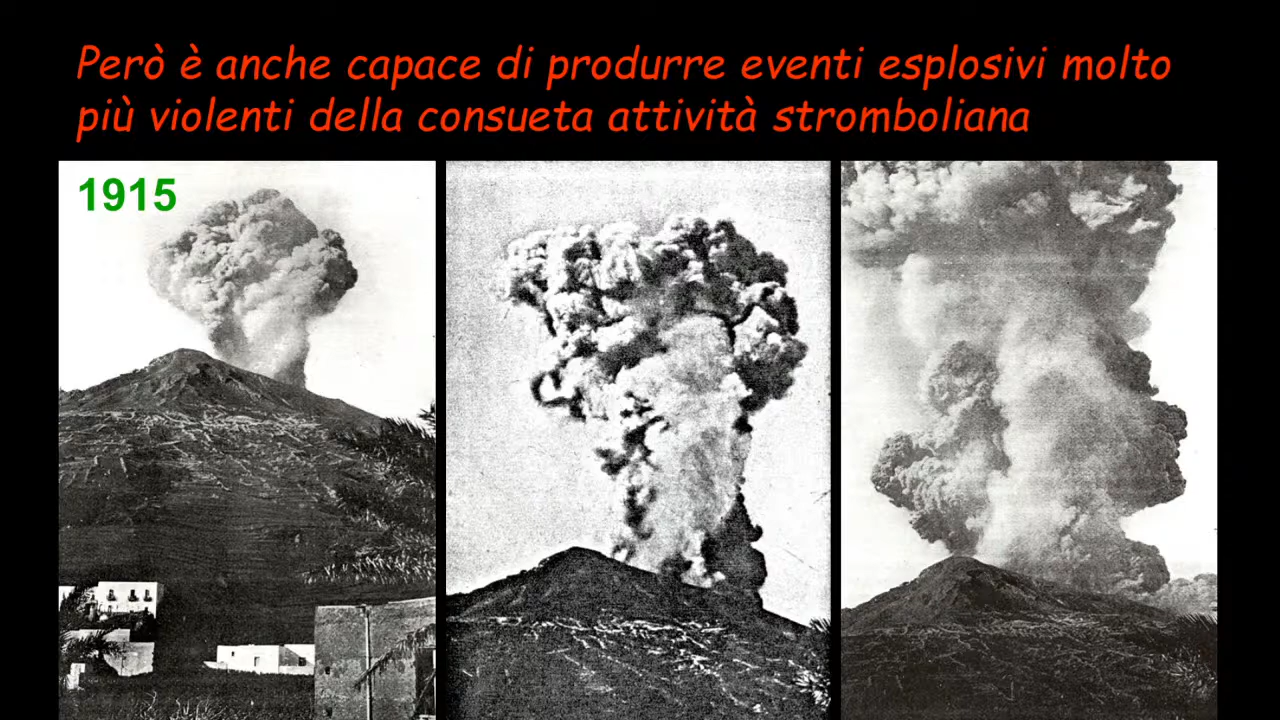 Però è anche capace di produrre eventi esplosivi molto
più violenti della consueta attività stromboliana
1915